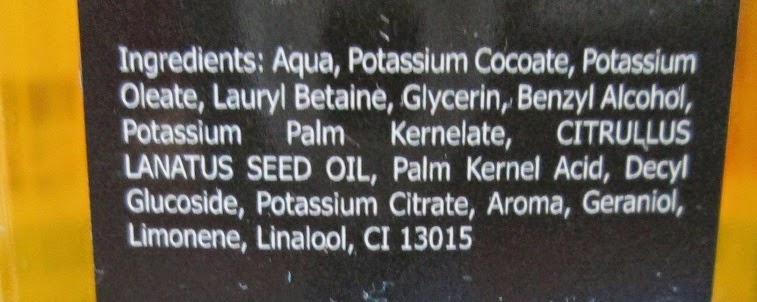 Ingredients: Aqua, Potassium Cocoate, Potassium
Oleate, Lauryl Betaine, Glycerin, Benzyl Alcohol,
Potassium Palm Kernelate, CITRULLUS
LANATUS SEED OIL, Palm Kernel Acid, Decyl
Glucoside, Potassium Citrate, Aroma, Geraniol,
Limonene, Linalool, CI 13015